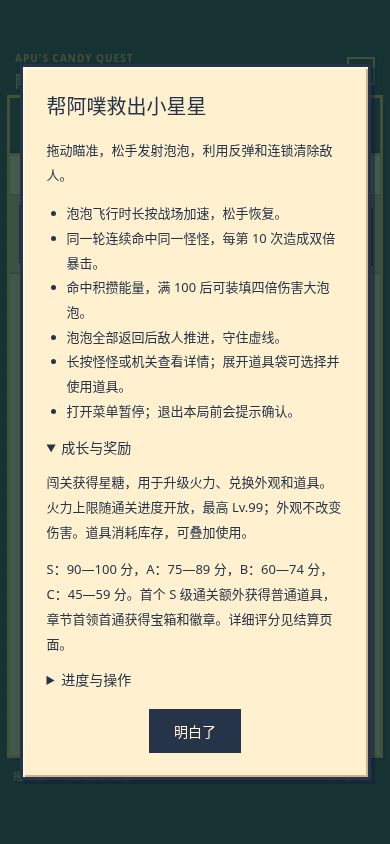 APU'S CANDY QUEST
帮阿噗救出小星星
拖动瞄准，松手发射泡泡，利用反弹和连锁清除敌
人。
泡泡飞行时长按战场加速，松手恢复。
同一轮连续命中同一怪怪，每第 10 次造成双倍
暴击。
命中积攒能量，满 100 后可装填四倍伤害大泡
泡。
泡泡全部返回后敌人推进，守住虚线。
长按怪怪或机关查看详情；展开道具袋可选择并
使用道具。
打开菜单暂停；退出本局前会提示确认。
▼ 成长与奖励
闯关获得星糖，用于升级火力、兑换外观和道具。
火力上限随通关进度开放，最高 Lv.99；外观不改变
伤害。道具消耗库存，可叠加使用。
S：90—100 分，A：75—89 分，B：60—74 分，
C：45—59 分。首个 S 级通关额外获得普通道具，
章节首领首通获得宝箱和徽章。详细评分见结算页
面。
▶ 进度与操作
明白了